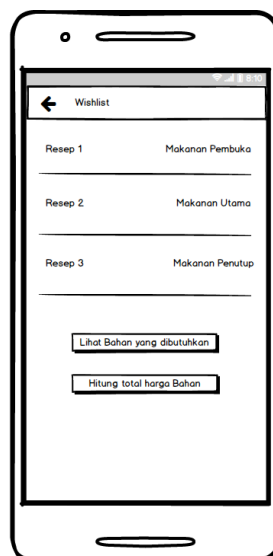 8:10
Wishlist
Resep 1 Makanan Pembuka
Resep 2 Makanan Utama
Resep 3 Makanan Penutup
Lihat Bahan yang dibutuhkan
Hitung total harga Bahan